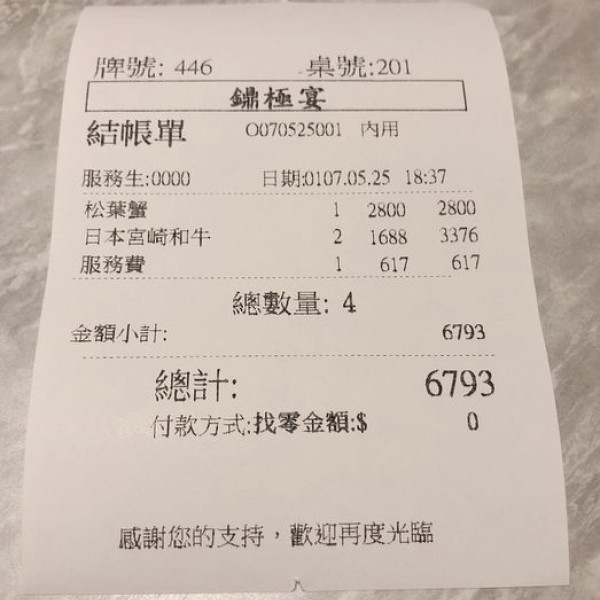 牌號: 446 桌號:201
鐤極宴
結帳單 O070525001 內用
服務生:0000 日期:0107.05.25 18:37
松葉蟹 1 2800 2800
日本宮崎和牛 2 1688 3376
服務費 1 617 617
總數量: 4
金額小計: 6793
總計: 6793
付款方式:找零金額:$ 0
感謝您的支持，歡迎再度光臨